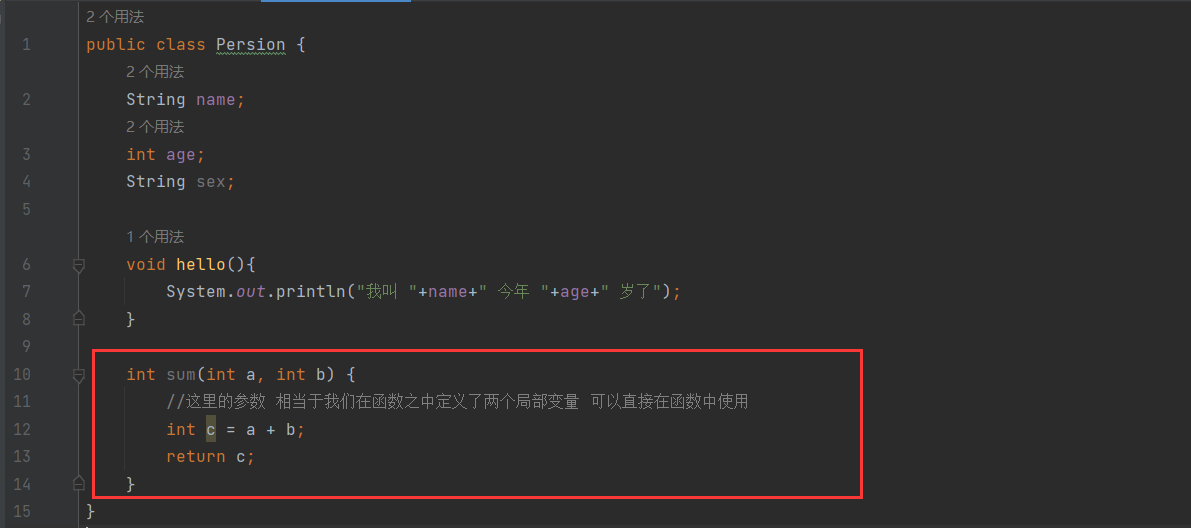 2 个用法
1 public class Persion {
2 个用法
2 String name;
2 个用法
3 int age;
4 String sex;
5
1 个用法
6 void hello(){
7 System.out.println("我叫 "+name+" 今年 "+age+" 岁了");
8 }
9
10 int sum(int a, int b) {
11 //这里的参数 相当于我们在函数之中定义了两个局部变量 可以直接在函数中使用
12 int c = a + b;
13 return c;
14 }
15 }